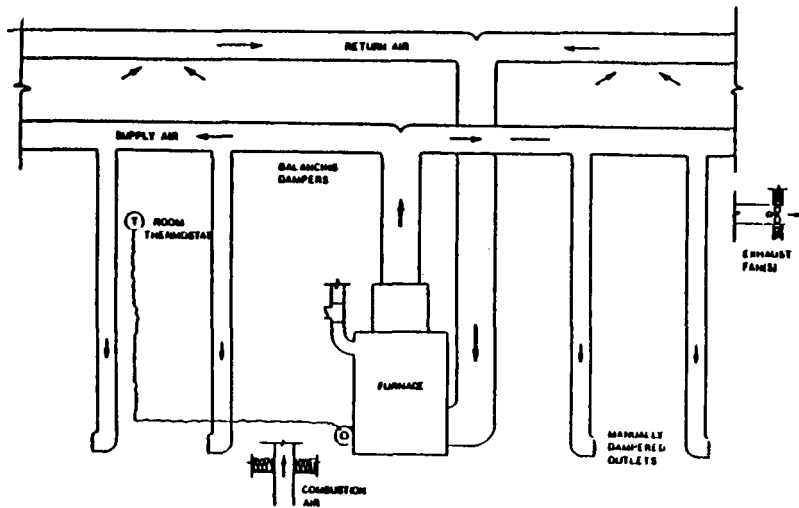 RETURN AIR
SUPPLY AIR
BALANCING
DAMPERS
T
ROOM
THERMOSTAT
EXHAUST
FAN(S)
FURNACE
MANUALLY
DAMPERED
OUTLETS
COMBUSTION
AIR